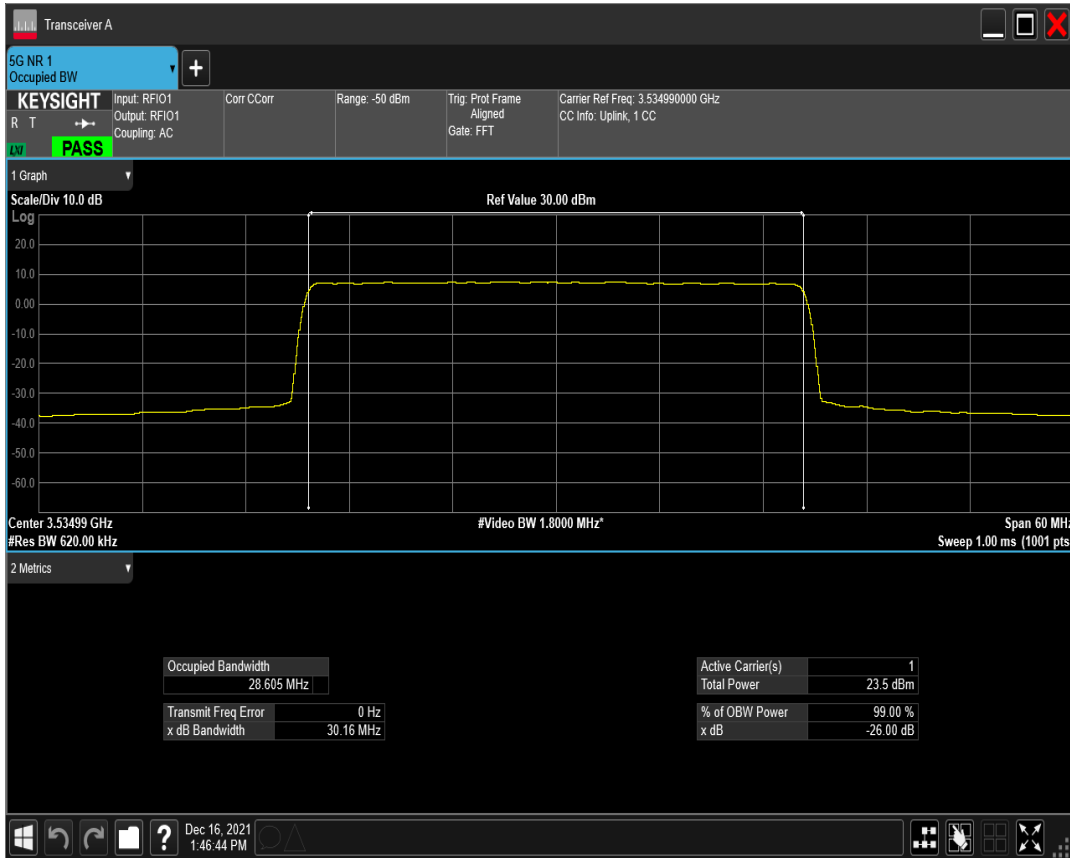 Transceiver A
5G NR 1
Occupied BW
+
KEYSIGHT
R T
LXI
PASS
Input: RFIO1
Output: RFIO1
Coupling: AC
Corr CCorr
Range: -50 dBm
Trig: Prot Frame
Aligned
Gate: FFT
Carrier Ref Freq: 3.534990000 GHz
CC Info: Uplink, 1 CC
1 Graph
Scale/Div 10.0 dB
Ref Value 30.00 dBm
Log
20.0
10.0
0.00
-10.0
-20.0
-30.0
-40.0
-50.0
-60.0
Center 3.53499 GHz
#Video BW 1.8000 MHz*
Span 60 MHz
#Res BW 620.00 kHz
Sweep 1.00 ms (1001 pts
2 Metrics
Occupied Bandwidth
28.605 MHz
Transmit Freq Error 0 Hz
x dB Bandwidth 30.16 MHz
Active Carrier(s) 1
Total Power 23.5 dBm
% of OBW Power 99.00 %
x dB -26.00 dB
?
Dec 16, 2021
1:46:44 PM